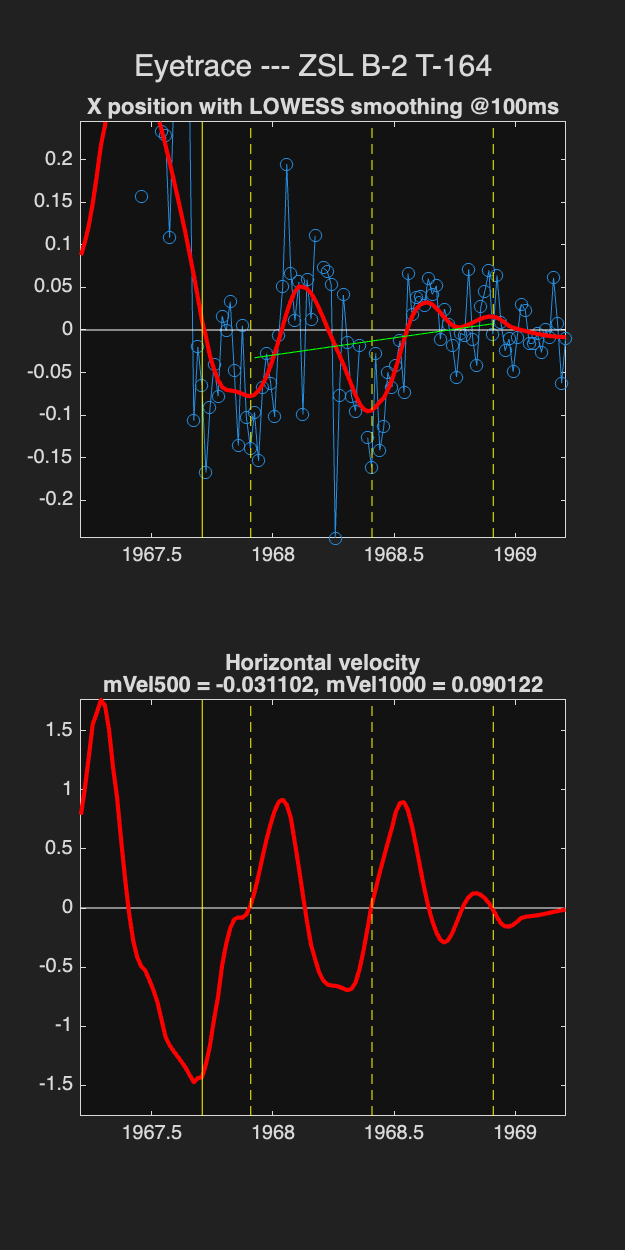 Eyetrace --- ZSL B-2 T-164
X position with LOWESS smoothing @100ms
0.2
0.15
0.1
0.05
0
-0.05
-0.1
-0.15
-0.2
1967.5 1968 1968.5 1969
Horizontal velocity
mVel500 = -0.031102, mVel1000 = 0.090122
1.5
1
0.5
0
-0.5
-1
-1.5
1967.5 1968 1968.5 1969